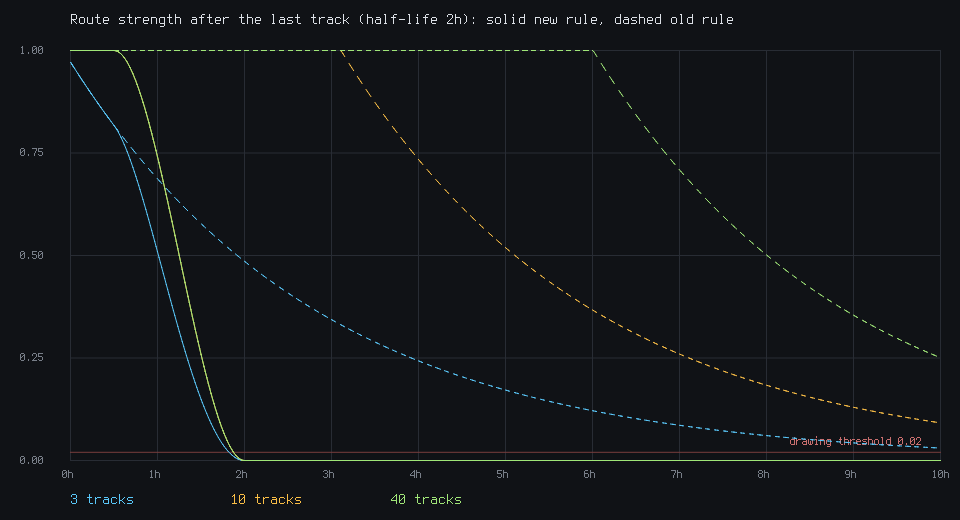 Route strength after the last track (half-life 2h): solid new rule, dashed old rule
1.00
0.75
0.50
0.25
drawing threshold 0.02
0.00
0h 1h 2h 3h 4h 5h 6h 7h 8h 9h 10h
3 tracks 10 tracks 40 tracks